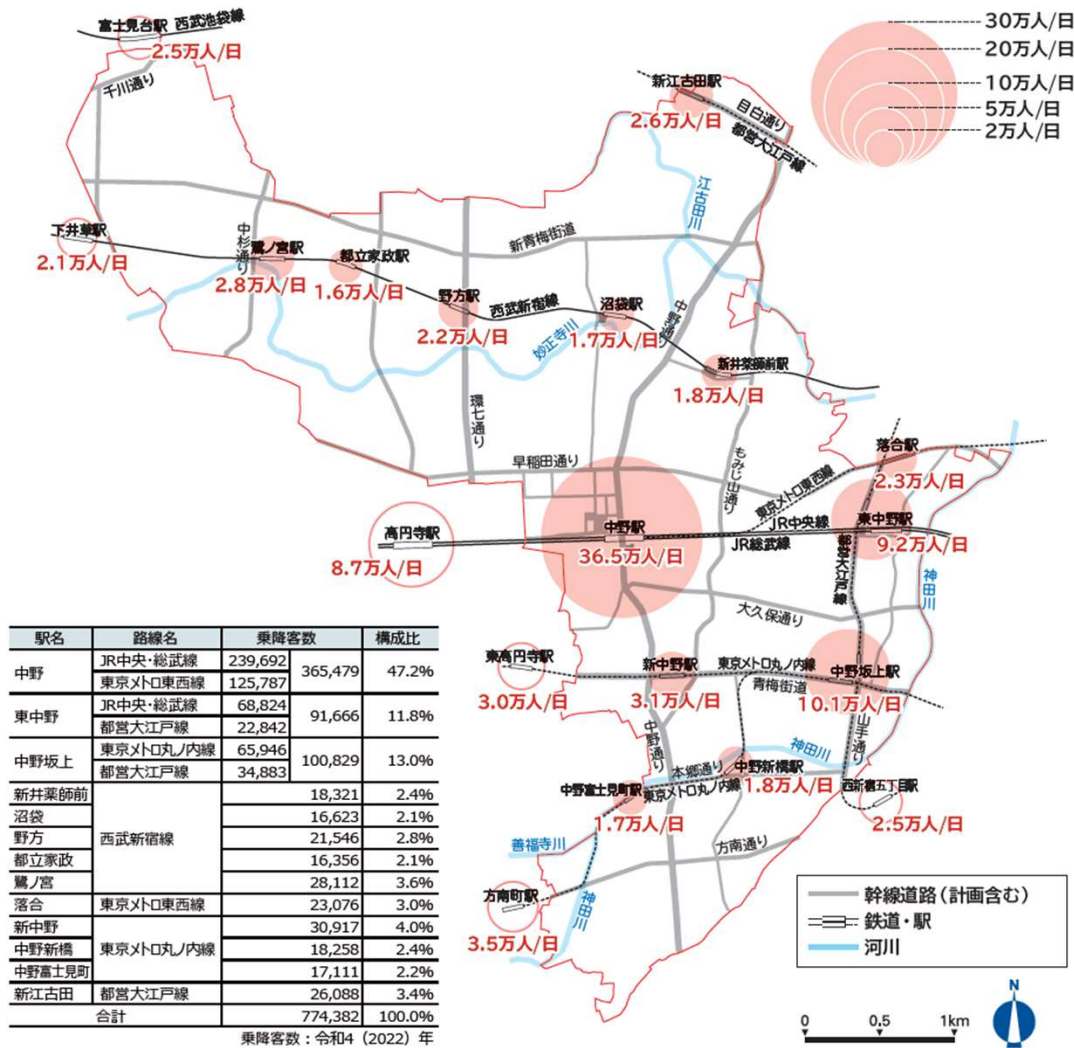 富士見台駅 西武池袋線
2.5万人/日
千川通り
30万人/日
20万人/日
10万人/日
5万人/日
2万人/日
新江古田駅
2.6万人/日
目白通り
都営大江戸線
江古田川
下井草駅
2.1万人/日
中杉通り
鷺ノ宮駅
2.8万人/日
都立家政駅
1.6万人/日
新青梅街道
野方駅
2.2万人/日
西武新宿線
妙正寺川
沼袋駅
1.7万人/日
中野通り
新井薬師前駅
1.8万人/日
環七通り
早稲田通り
もみじ山通り
落合駅
2.3万人/日
東京メトロ東西線
高円寺駅
8.7万人/日
中野駅
36.5万人/日
JR中央線
JR総武線
東中野駅
9.2万人/日
都営大江戸線
神田川
大久保通り
東高円寺駅
3.0万人/日
新中野駅
3.1万人/日
東京メトロ丸ノ内線
青梅街道
中野坂上駅
10.1万人/日
山手通り
中野通り
神田川
本郷通り
中野新橋駅
1.8万人/日
東京メトロ丸ノ内線
中野富士見町駅
1.7万人/日
西新宿五丁目駅
2.5万人/日
善福寺川
方南通り
方南町駅
3.5万人/日
神田川
駅名 路線名 乗降客数 構成比
中野 JR中央・総武線 239,692 365,479 47.2%
東京メトロ東西線 125,787
東中野 JR中央・総武線 68,824 91,666 11.8%
都営大江戸線 22,842
中野坂上 東京メトロ丸ノ内線 65,946 100,829 13.0%
都営大江戸線 34,883
新井薬師前 西武新宿線 18,321 2.4%
沼袋 16,623 2.1%
野方 21,546 2.8%
都立家政 16,356 2.1%
鷺ノ宮 28,112 3.6%
落合 東京メトロ東西線 23,076 3.0%
新中野 東京メトロ丸ノ内線 30,917 4.0%
中野新橋 18,258 2.4%
中野富士見町 17,111 2.2%
新江古田 都営大江戸線 26,088 3.4%
合計 774,382 100.0%
乗降客数:令和4(2022)年
幹線道路(計画含む)
鉄道・駅
河川
0 0.5 1km
N